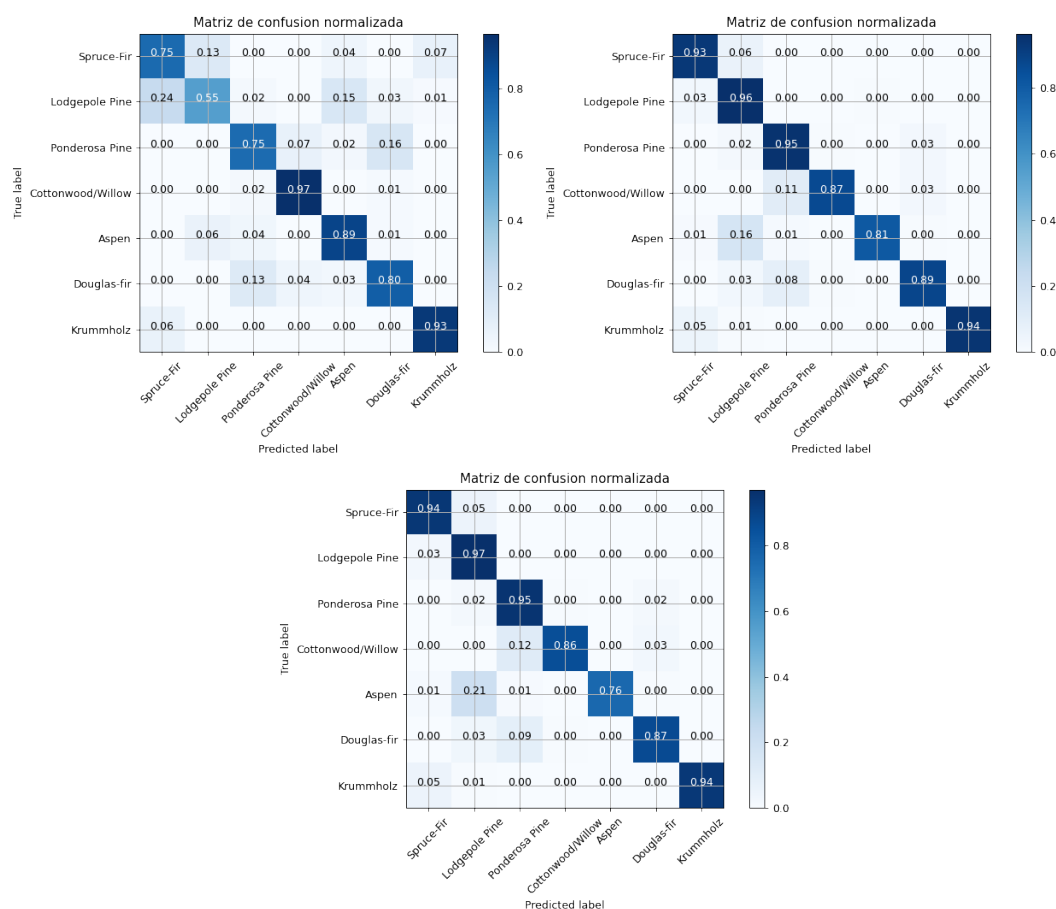 Matriz de confusion normalizada
True label
Spruce-Fir 0.75 0.13 0.00 0.00 0.04 0.00 0.07
Lodgepole Pine 0.24 0.55 0.02 0.00 0.15 0.03 0.01
Ponderosa Pine 0.00 0.00 0.75 0.07 0.02 0.16 0.00
Cottonwood/Willow 0.00 0.00 0.02 0.97 0.00 0.01 0.00
Aspen 0.00 0.06 0.04 0.00 0.89 0.01 0.00
Douglas-fir 0.00 0.00 0.13 0.04 0.03 0.80 0.00
Krummholz 0.06 0.00 0.00 0.00 0.00 0.00 0.93
Spruce-Fir
Lodgepole Pine
Ponderosa Pine
Cottonwood/Willow
Aspen
Douglas-fir
Krummholz
Predicted label
0.8
0.6
0.4
0.2
0.0
Matriz de confusion normalizada
True label
Spruce-Fir 0.93 0.06 0.00 0.00 0.00 0.00 0.00
Lodgepole Pine 0.03 0.96 0.00 0.00 0.00 0.00 0.00
Ponderosa Pine 0.00 0.02 0.95 0.00 0.00 0.03 0.00
Cottonwood/Willow 0.00 0.00 0.11 0.87 0.00 0.03 0.00
Aspen 0.01 0.16 0.01 0.00 0.81 0.00 0.00
Douglas-fir 0.00 0.03 0.08 0.00 0.00 0.89 0.00
Krummholz 0.05 0.01 0.00 0.00 0.00 0.00 0.94
Spruce-Fir
Lodgepole Pine
Ponderosa Pine
Cottonwood/Willow
Aspen
Douglas-fir
Krummholz
Predicted label
0.8
0.6
0.4
0.2
0.0
Matriz de confusion normalizada
True label
Spruce-Fir 0.94 0.05 0.00 0.00 0.00 0.00 0.00
Lodgepole Pine 0.03 0.97 0.00 0.00 0.00 0.00 0.00
Ponderosa Pine 0.00 0.02 0.95 0.00 0.00 0.02 0.00
Cottonwood/Willow 0.00 0.00 0.12 0.86 0.00 0.03 0.00
Aspen 0.01 0.21 0.01 0.00 0.76 0.00 0.00
Douglas-fir 0.00 0.03 0.09 0.00 0.00 0.87 0.00
Krummholz 0.05 0.01 0.00 0.00 0.00 0.00 0.94
Spruce-Fir
Lodgepole Pine
Ponderosa Pine
Cottonwood/Willow
Aspen
Douglas-fir
Krummholz
Predicted label
0.8
0.6
0.4
0.2
0.0